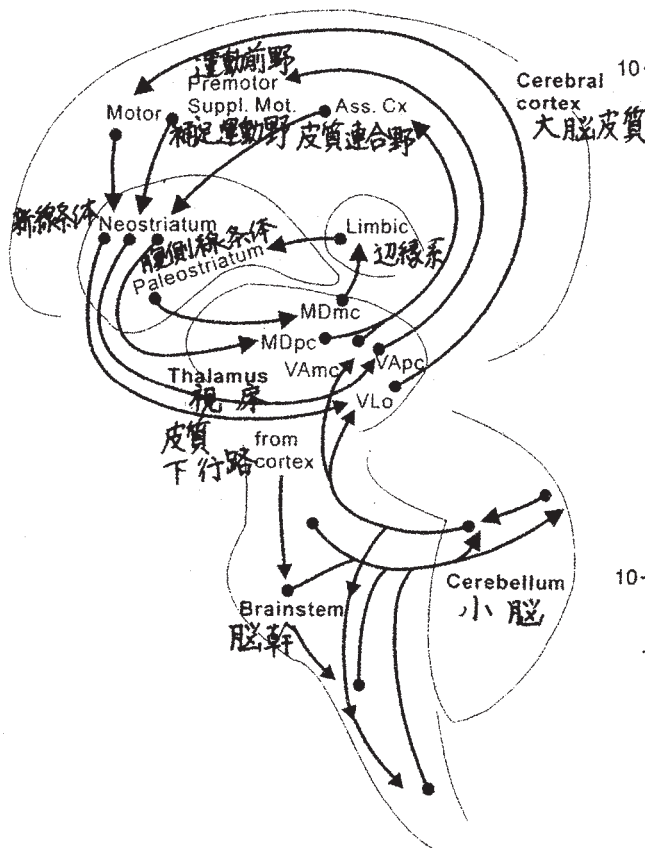 運動前野
Premotor
Suppl. Mot.
Motor
補足運動野
Ass. Cx
皮質連合野
Cerebral
cortex
大脳皮質
10
新線条体
Neostriatum
腹側線条体
Paleostriatum
Limbic
辺縁系
MDmc
MDpc
VAmc
VApc
VLo
Thalamus
視床
皮質
下行路
from
cortex
10
Cerebellum
小脳
Brainstem
脳幹